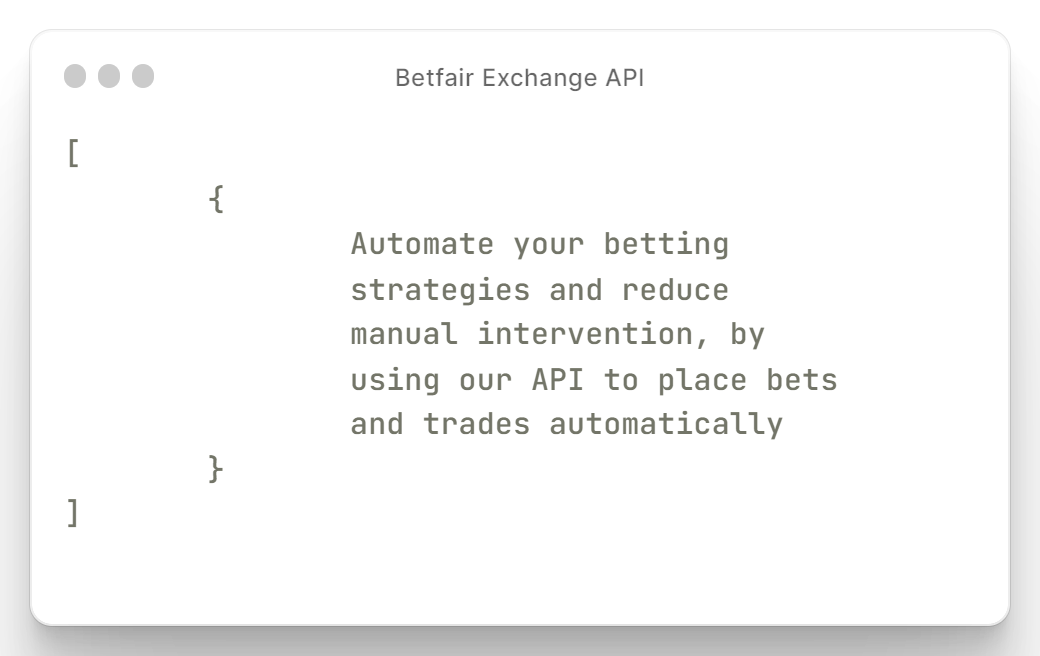 Betfair Exchange API
[
{
Automate your betting
strategies and reduce
manual intervention, by
using our API to place bets
and trades automatically
}
]